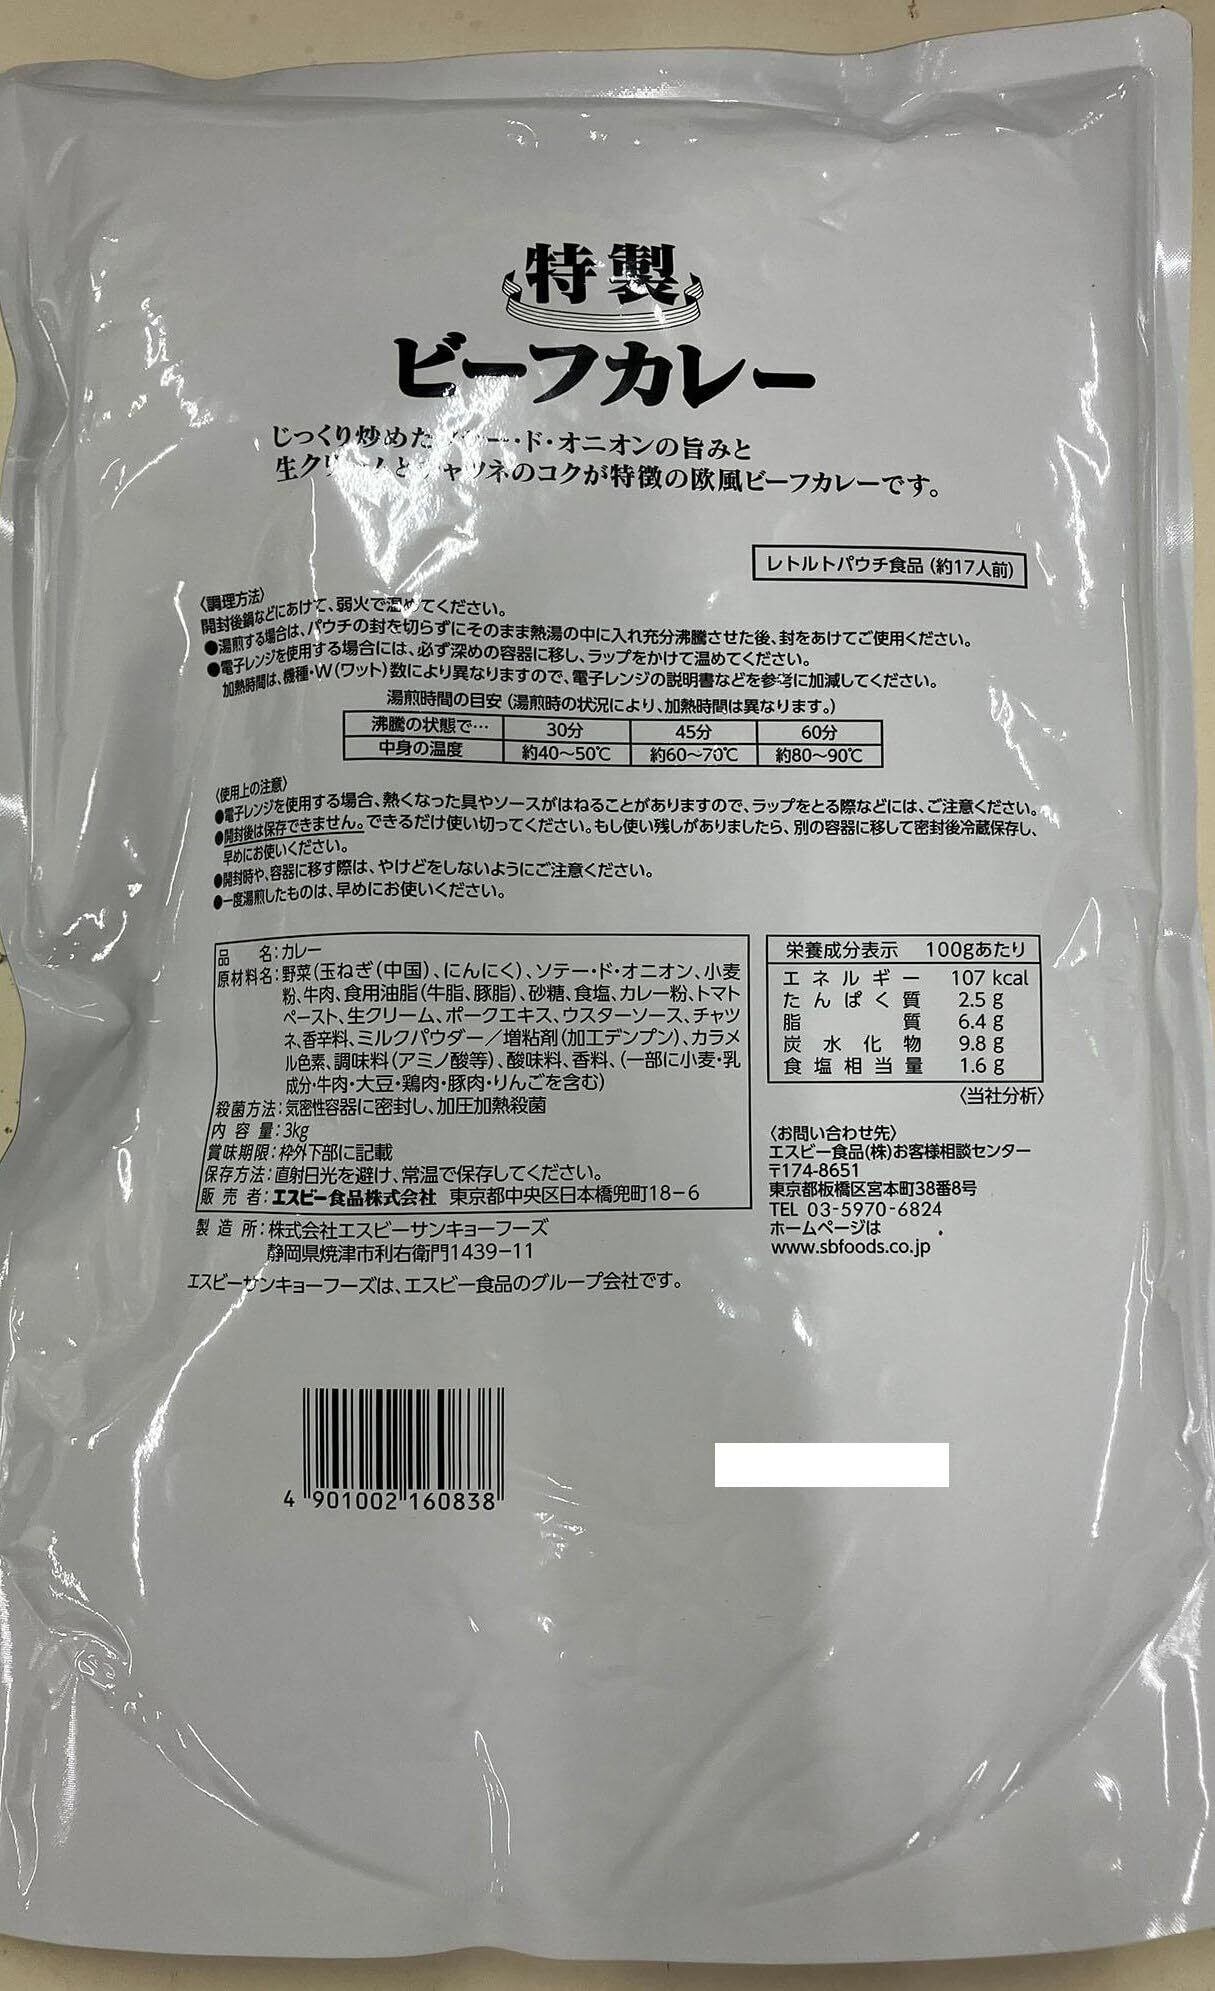 特製
ビーフカレー
じっくり炒めた ・ド・オニオンの旨みと
生クリームとチャツネのコクが特徴の欧風ビーフカレーです。
レトルトパウチ食品(約17人前)
〈調理方法〉
開封後鍋などにあけて、弱火で温めてください。
●湯煎する場合は、パウチの封を切らずにそのまま熱湯の中に入れ充分沸騰させた後、封をあけてご使用ください。
●電子レンジを使用する場合には、必ず深めの容器に移し、ラップをかけて温めてください。
加熱時間は、機種・W(ワット)数により異なりますので、電子レンジの説明書などを参考に加減してください。
湯煎時間の目安(湯煎時の状況により、加熱時間は異なります。)
沸騰の状態で… 30分 45分 60分
中身の温度 約40〜50℃ 約60〜70℃ 約80〜90℃
〈使用上の注意〉
●電子レンジを使用する場合、熱くなった具やソースがはねることがありますので、ラップをとる際などには、ご注意ください。
●開封後は保存できません。できるだけ使い切ってください。もし使い残しがありましたら、別の容器に移して密封後冷蔵保存し、
早めにお使いください。
●開封時や、容器に移す際は、やけどをしないようにご注意ください。
●一度湯煎したものは、早めにお使いください。
品名:カレー
原材料名:野菜(玉ねぎ(中国)、にんにく)、ソテー・ド・オニオン、小麦
粉、牛肉、食用油脂(牛脂、豚脂)、砂糖、食塩、カレー粉、トマト
ペースト、生クリーム、ポークエキス、ウスターソース、チャツ
ネ、香辛料、ミルクパウダー/増粘剤(加工デンプン)、カラメ
ル色素、調味料(アミノ酸等)、酸味料、香料、(一部に小麦・乳
成分・牛肉・大豆・鶏肉・豚肉・りんごを含む)
殺菌方法:気密性容器に密封し、加圧加熱殺菌
内容量:3kg
賞味期限:枠外下部に記載
保存方法:直射日光を避け、常温で保存してください。
販売者:エスビー食品株式会社 東京都中央区日本橋兜町18-6
製造所:株式会社エスビーサンキョーフーズ
静岡県焼津市利右衛門1439-11
エスビーサンキョーフーズは、エスビー食品のグループ会社です。
栄養成分表示 100gあたり
エネルギー 107 kcal
たんぱく質 2.5 g
脂質 6.4 g
炭水化物 9.8 g
食塩相当量 1.6 g
〈当社分析〉
〈お問い合わせ先〉
エスビー食品(株)お客様相談センター
〒174-8651
東京都板橋区宮本町38番8号
TEL 03-5970-6824
ホームページは
www.sbfoods.co.jp
4 901002 160838